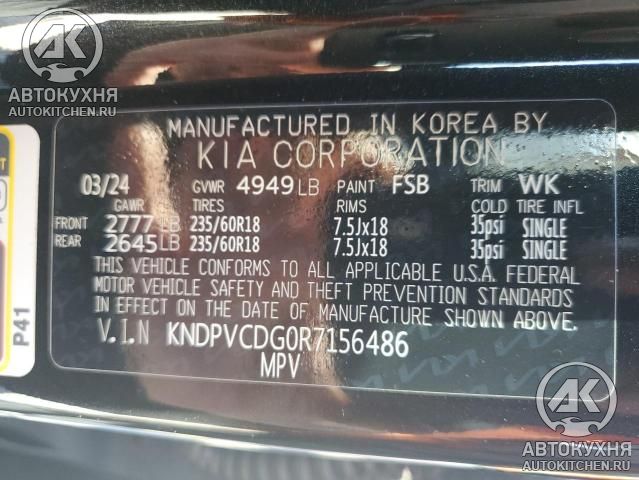 АК
АВТОКУХНЯ
AUTOKITCHEN.RU
MANUFACTURED IN KOREA BY
KIA CORPORATION
03/24 GVWR 4949 LB PAINT FSB TRIM WK
GAWR TIRES RIMS COLD TIRE INFL
FRONT 2777 LB 235/60R18 7.5Jx18 35psi SINGLE
REAR 2645 LB 235/60R18 7.5Jx18 35psi SINGLE
THIS VEHICLE CONFORMS TO ALL APPLICABLE U.S.A. FEDERAL
MOTOR VEHICLE SAFETY AND THEFT PREVENTION STANDARDS
IN EFFECT ON THE DATE OF MANUFACTURE SHOWN ABOVE.
V.I.N KNDPVCDG0R7156486
MPV
P41
АК
АВТОКУХНЯ
AUTOKITCHEN.RU